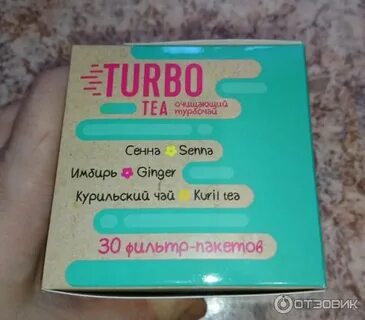 TURBO
TEA очищающий
турбочай
Сенна Senna
Имбирь Ginger
Курильский чай Kuril tea
30 фильтр-пакетов
ОТЗОВИК